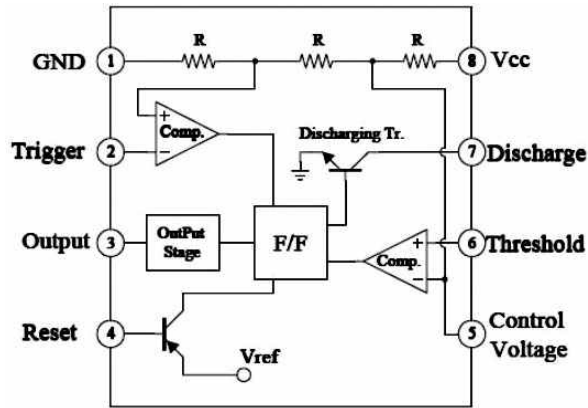 R R R
GND 1 8 Vcc
+
Comp.
-
Trigger 2
Discharging Tr.
7 Discharge
Output 3
OutPut
Stage
F/F
+
Comp.
-
6 Threshold
Reset 4
Vref
5 Control
Voltage